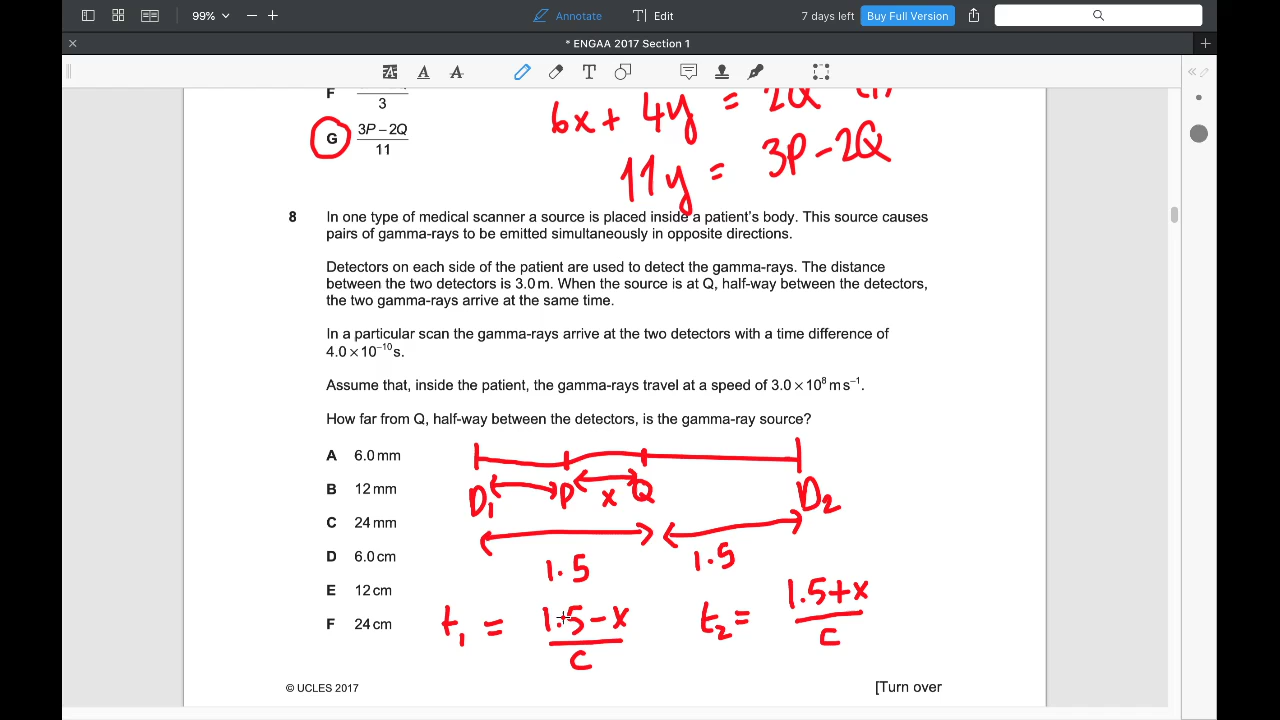 99%
Annotate
Edit
7 days left
Buy Full Version
* ENGAA 2017 Section 1
F
3
6x + 4y = 2Q
G 3P – 2Q
11
11y = 3P – 2Q
8 In one type of medical scanner a source is placed inside a patient's body. This source causes
pairs of gamma-rays to be emitted simultaneously in opposite directions.
Detectors on each side of the patient are used to detect the gamma-rays. The distance
between the two detectors is 3.0 m. When the source is at Q, half-way between the detectors,
the two gamma-rays arrive at the same time.
In a particular scan the gamma-rays arrive at the two detectors with a time difference of
4.0 × 10⁻¹⁰ s.
Assume that, inside the patient, the gamma-rays travel at a speed of 3.0 × 10⁸ m s⁻¹.
How far from Q, half-way between the detectors, is the gamma-ray source?
A 6.0 mm
B 12 mm
C 24 mm
D 6.0 cm
E 12 cm
F 24 cm
D₁ P x Q D₂
1.5 1.5
t₁ = 1.5 – x
c
t₂ = 1.5 + x
c
© UCLES 2017
[Turn over